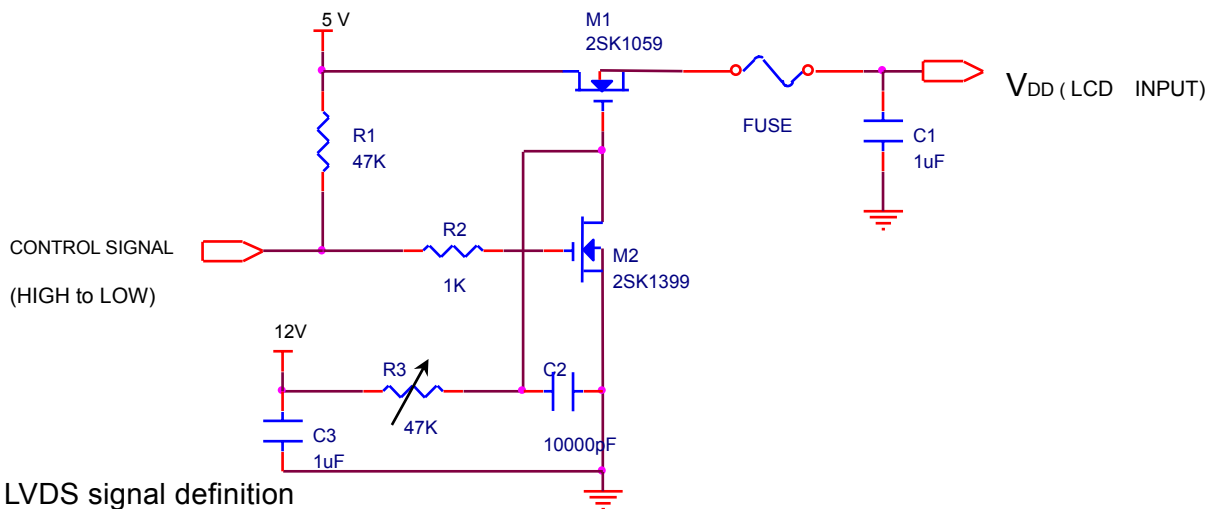 5 V
M1
2SK1059
V_DD ( LCD INPUT)
FUSE
R1
47K
C1
1uF
CONTROL SIGNAL
(HIGH to LOW)
R2
1K
M2
2SK1399
12V
R3
47K
C2
10000pF
C3
1uF
LVDS signal definition